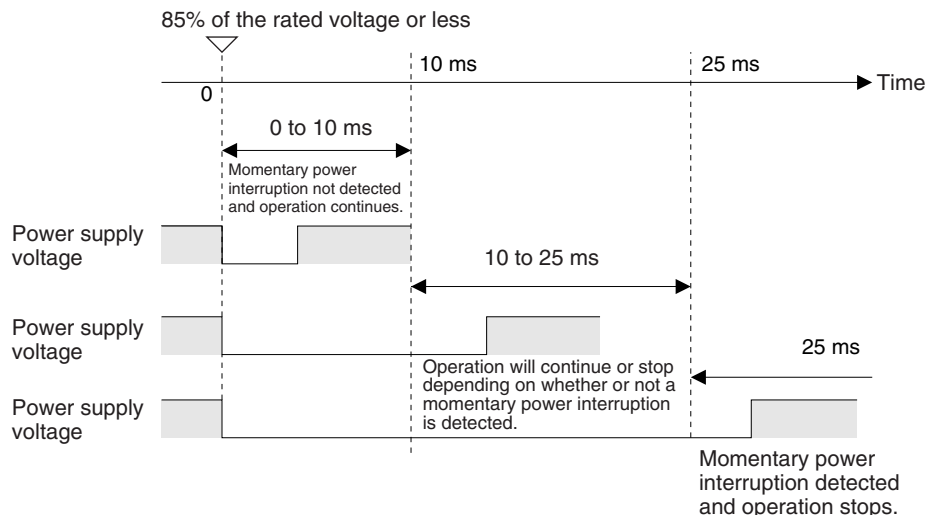 85% of the rated voltage or less
10 ms
25 ms
Time
0
0 to 10 ms
Momentary power
interruption not detected
and operation continues.
Power supply
voltage
10 to 25 ms
Power supply
voltage
25 ms
Operation will continue or stop
depending on whether or not a
momentary power interruption
is detected.
Power supply
voltage
Momentary power
interruption detected
and operation stops.